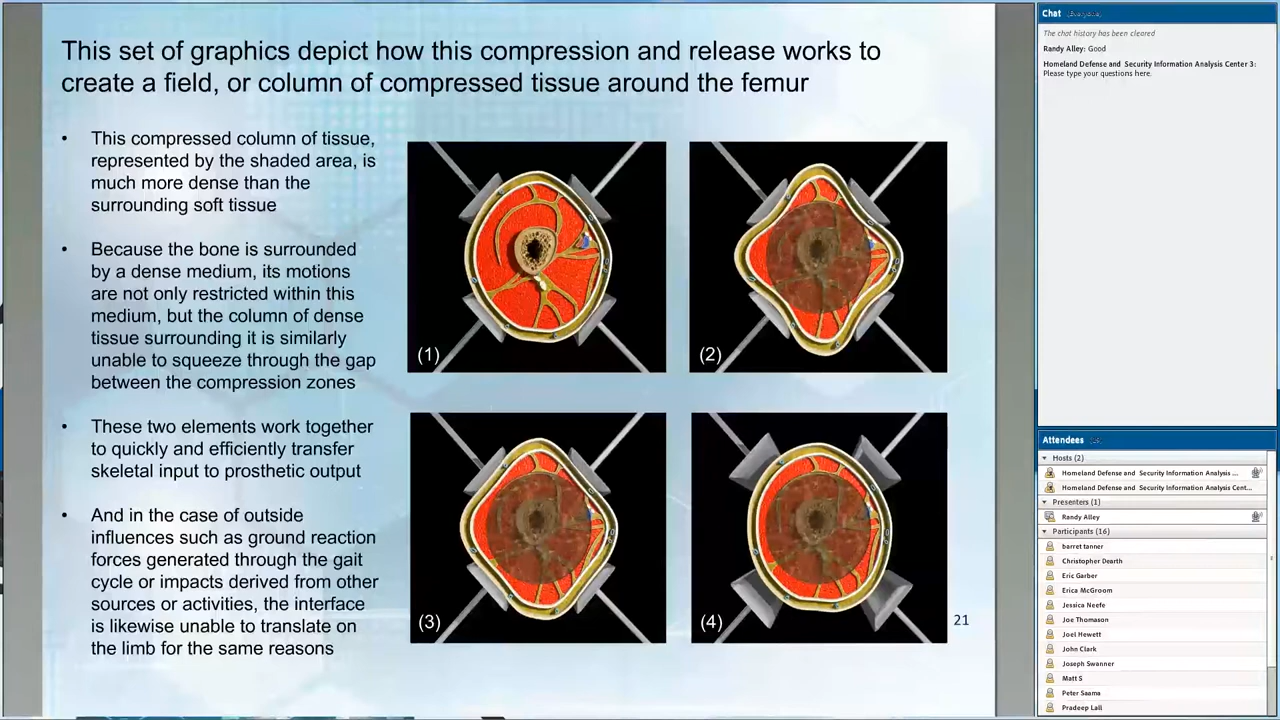 This set of graphics depict how this compression and release works to
create a field, or column of compressed tissue around the femur
• This compressed column of tissue,
represented by the shaded area, is
much more dense than the
surrounding soft tissue
• Because the bone is surrounded
by a dense medium, its motions
are not only restricted within this
medium, but the column of dense
tissue surrounding it is similarly
unable to squeeze through the gap
between the compression zones
• These two elements work together
to quickly and efficiently transfer
skeletal input to prosthetic output
• And in the case of outside
influences such as ground reaction
forces generated through the gait
cycle or impacts derived from other
sources or activities, the interface
is likewise unable to translate on
the limb for the same reasons
(1)
(2)
(3)
(4)
21
Chat (Everyone)
The chat history has been cleared
Randy Alley: Good
Homeland Defense and Security Information Analysis Center 3:
Please type your questions here.
Attendees
Hosts (2)
Homeland Defense and Security Information Analysis ...
Homeland Defense and Security Information Analysis Cent...
Presenters (1)
Randy Alley
Participants (16)
barret tanner
Christopher Dearth
Eric Garber
Erica McGroom
Jessica Neefe
Joe Thomason
Joel Hewett
John Clark
Joseph Swanner
Matt S
Peter Saama
Pradeep Lall